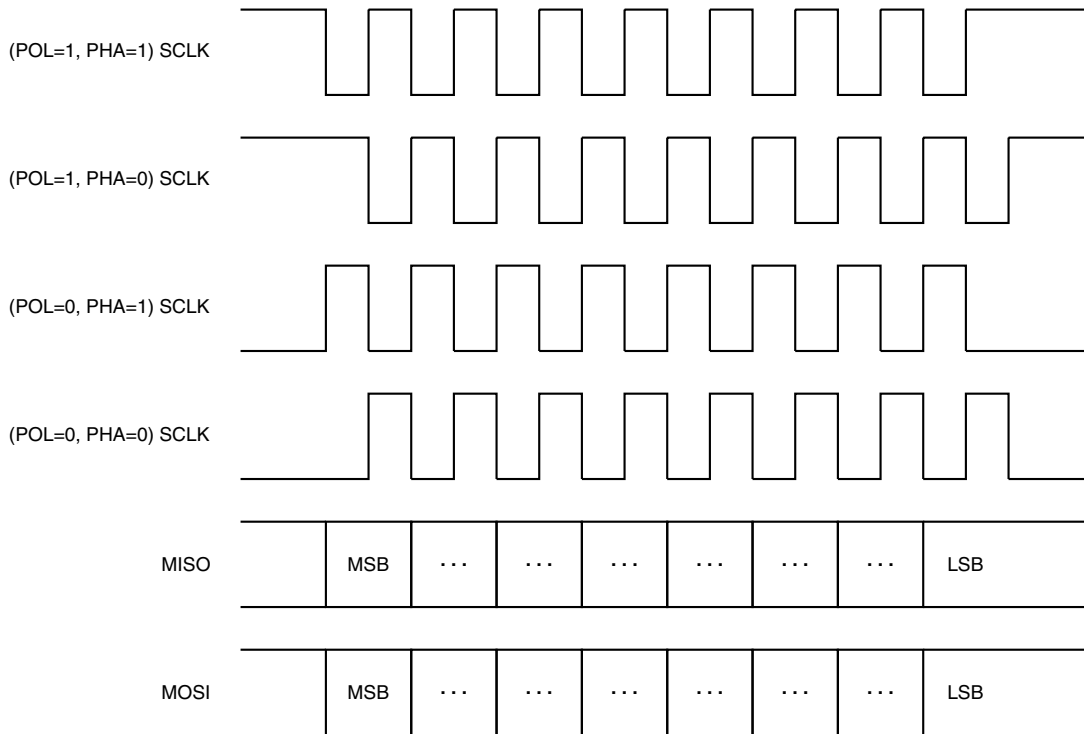 (POL=1, PHA=1) SCLK
(POL=1, PHA=0) SCLK
(POL=0, PHA=1) SCLK
(POL=0, PHA=0) SCLK
MISO MSB ··· ··· ··· ··· ··· ··· LSB
MOSI MSB ··· ··· ··· ··· ··· ··· LSB